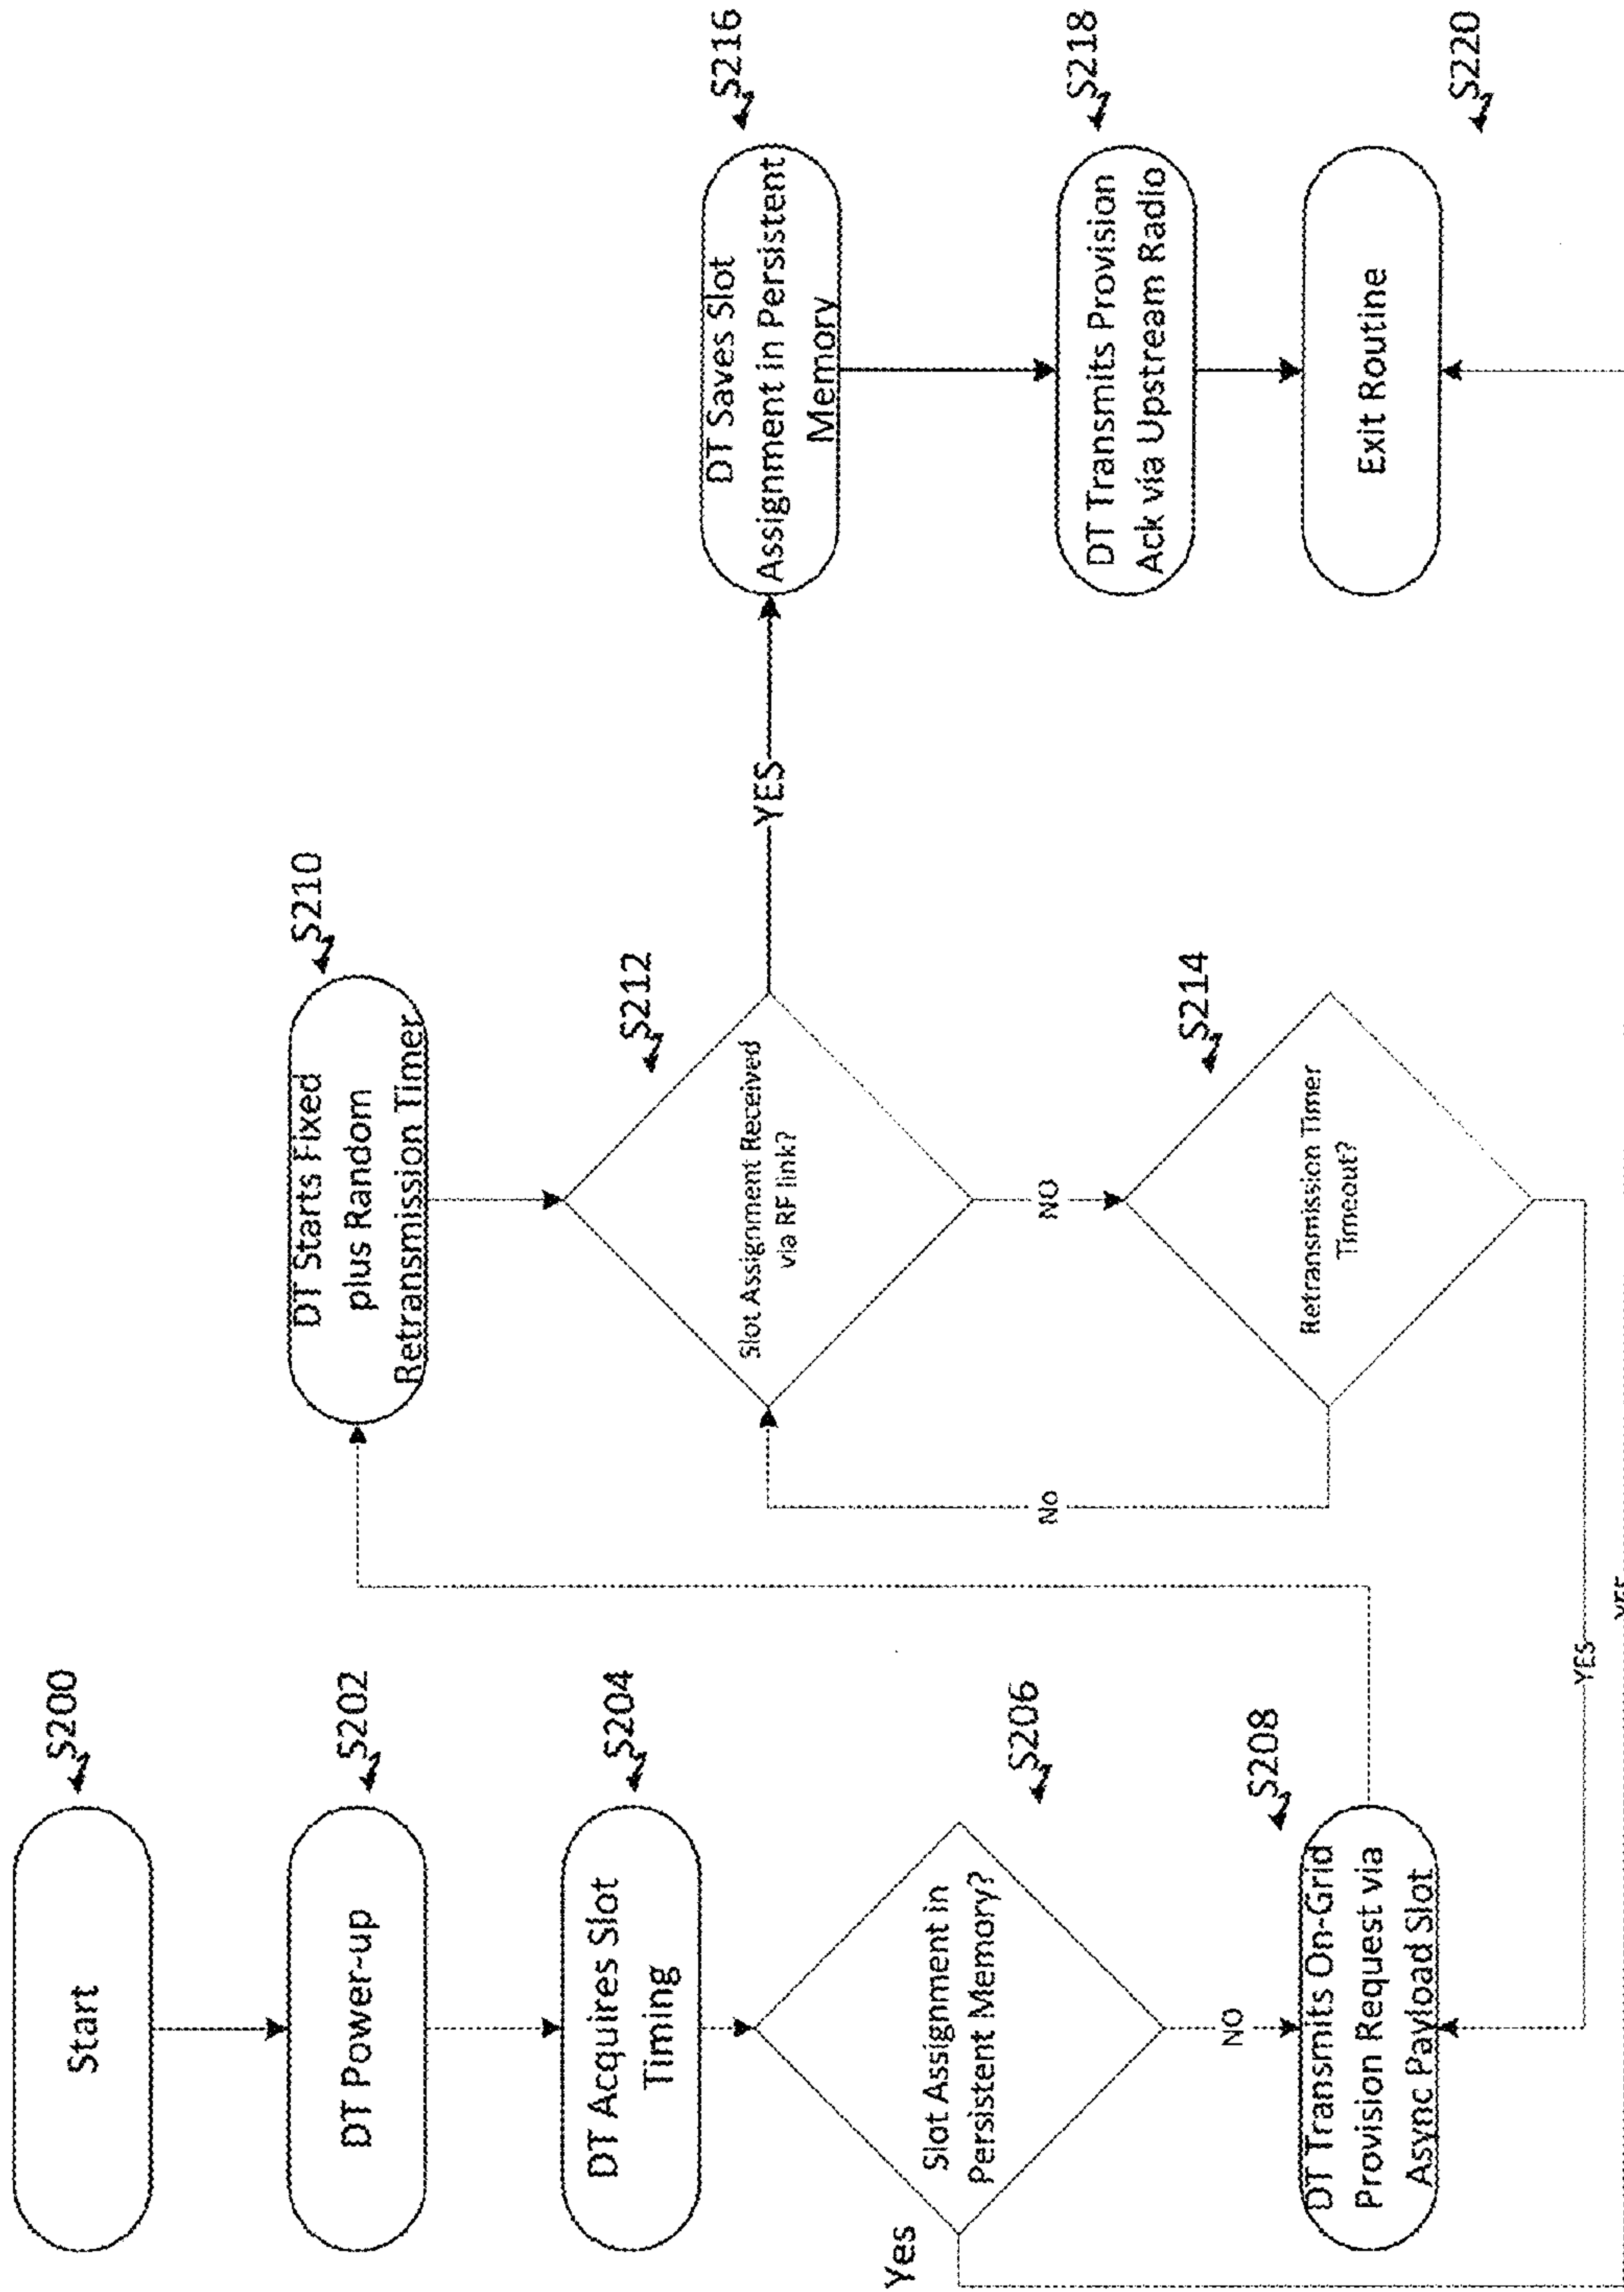 Start
S200
DT Power-up
S202
DT Acquires Slot
Timing
S204
Slot Assignment in
Persistent Memory?
S206
Yes
NO
DT Transmits On-Grid
Provision Request via
Async Payload Slot
S208
DT Starts Fixed
plus Random
Retransmission Timer
S210
Slot Assignment Received
via RF link?
S212
YES
NO
No
Retransmission Timer
Timeout?
S214
YES
DT Saves Slot
Assignment in Persistent
Memory
S216
DT Transmits Provision
Ack via Upstream Radio
S218
Exit Routine
S220